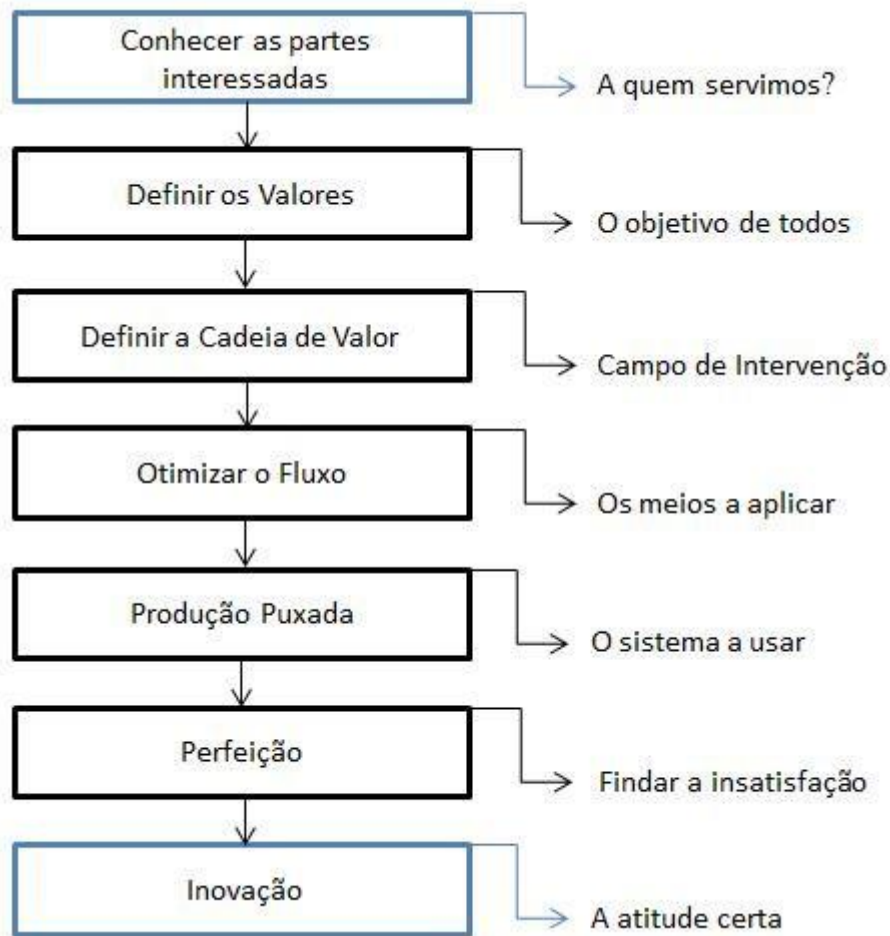 Conhecer as partes
interessadas
A quem servimos?
Definir os Valores
O objetivo de todos
Definir a Cadeia de Valor
Campo de Intervenção
Otimizar o Fluxo
Os meios a aplicar
Produção Puxada
O sistema a usar
Perfeição
Findar a insatisfação
Inovação
A atitude certa